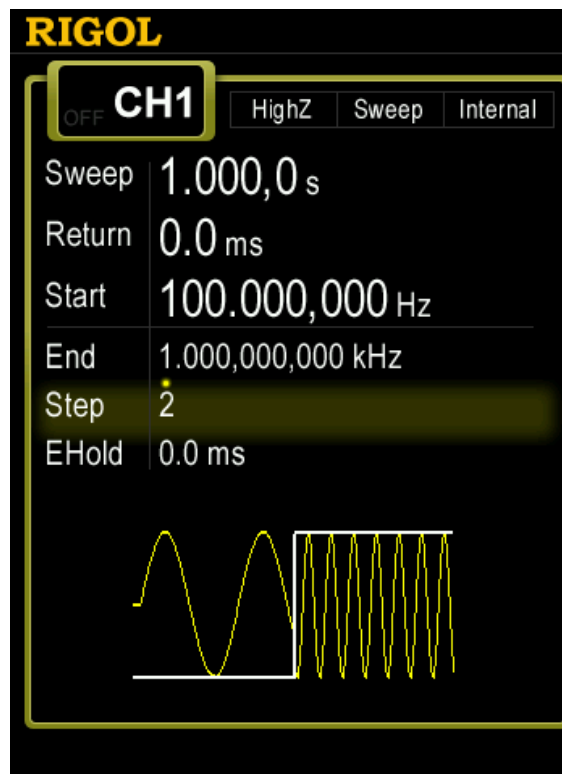 RIGOL
OFF CH1 HighZ Sweep Internal
Sweep 1.000,0 s
Return 0.0 ms
Start 100.000,000 Hz
End 1.000,000,000 kHz
Step 2
EHold 0.0 ms